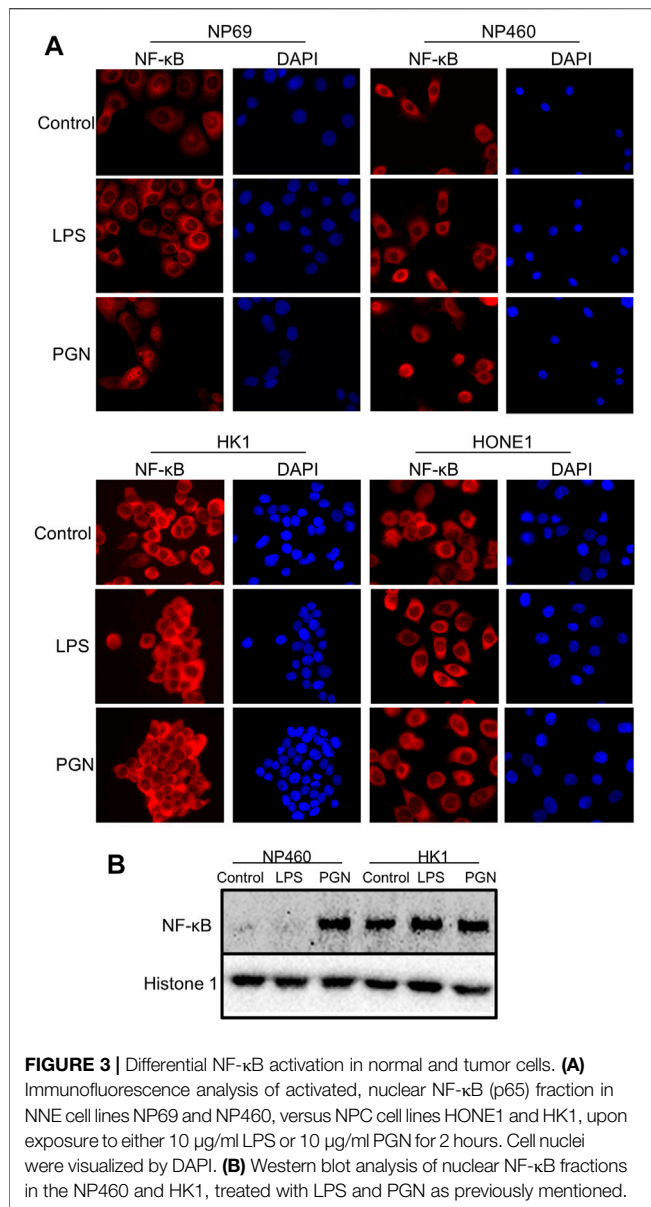 A
NP69 NP460
NF-κB DAPI NF-κB DAPI
Control
LPS
PGN
HK1 HONE1
NF-κB DAPI NF-κB DAPI
Control
LPS
PGN
B
NP460 HK1
Control LPS PGN Control LPS PGN
NF-κB
Histone 1
FIGURE 3 | Differential NF-κB activation in normal and tumor cells. (A)
Immunofluorescence analysis of activated, nuclear NF-κB (p65) fraction in
NNE cell lines NP69 and NP460, versus NPC cell lines HONE1 and HK1, upon
exposure to either 10 μg/ml LPS or 10 μg/ml PGN for 2 hours. Cell nuclei
were visualized by DAPI. (B) Western blot analysis of nuclear NF-κB fractions
in the NP460 and HK1, treated with LPS and PGN as previously mentioned.